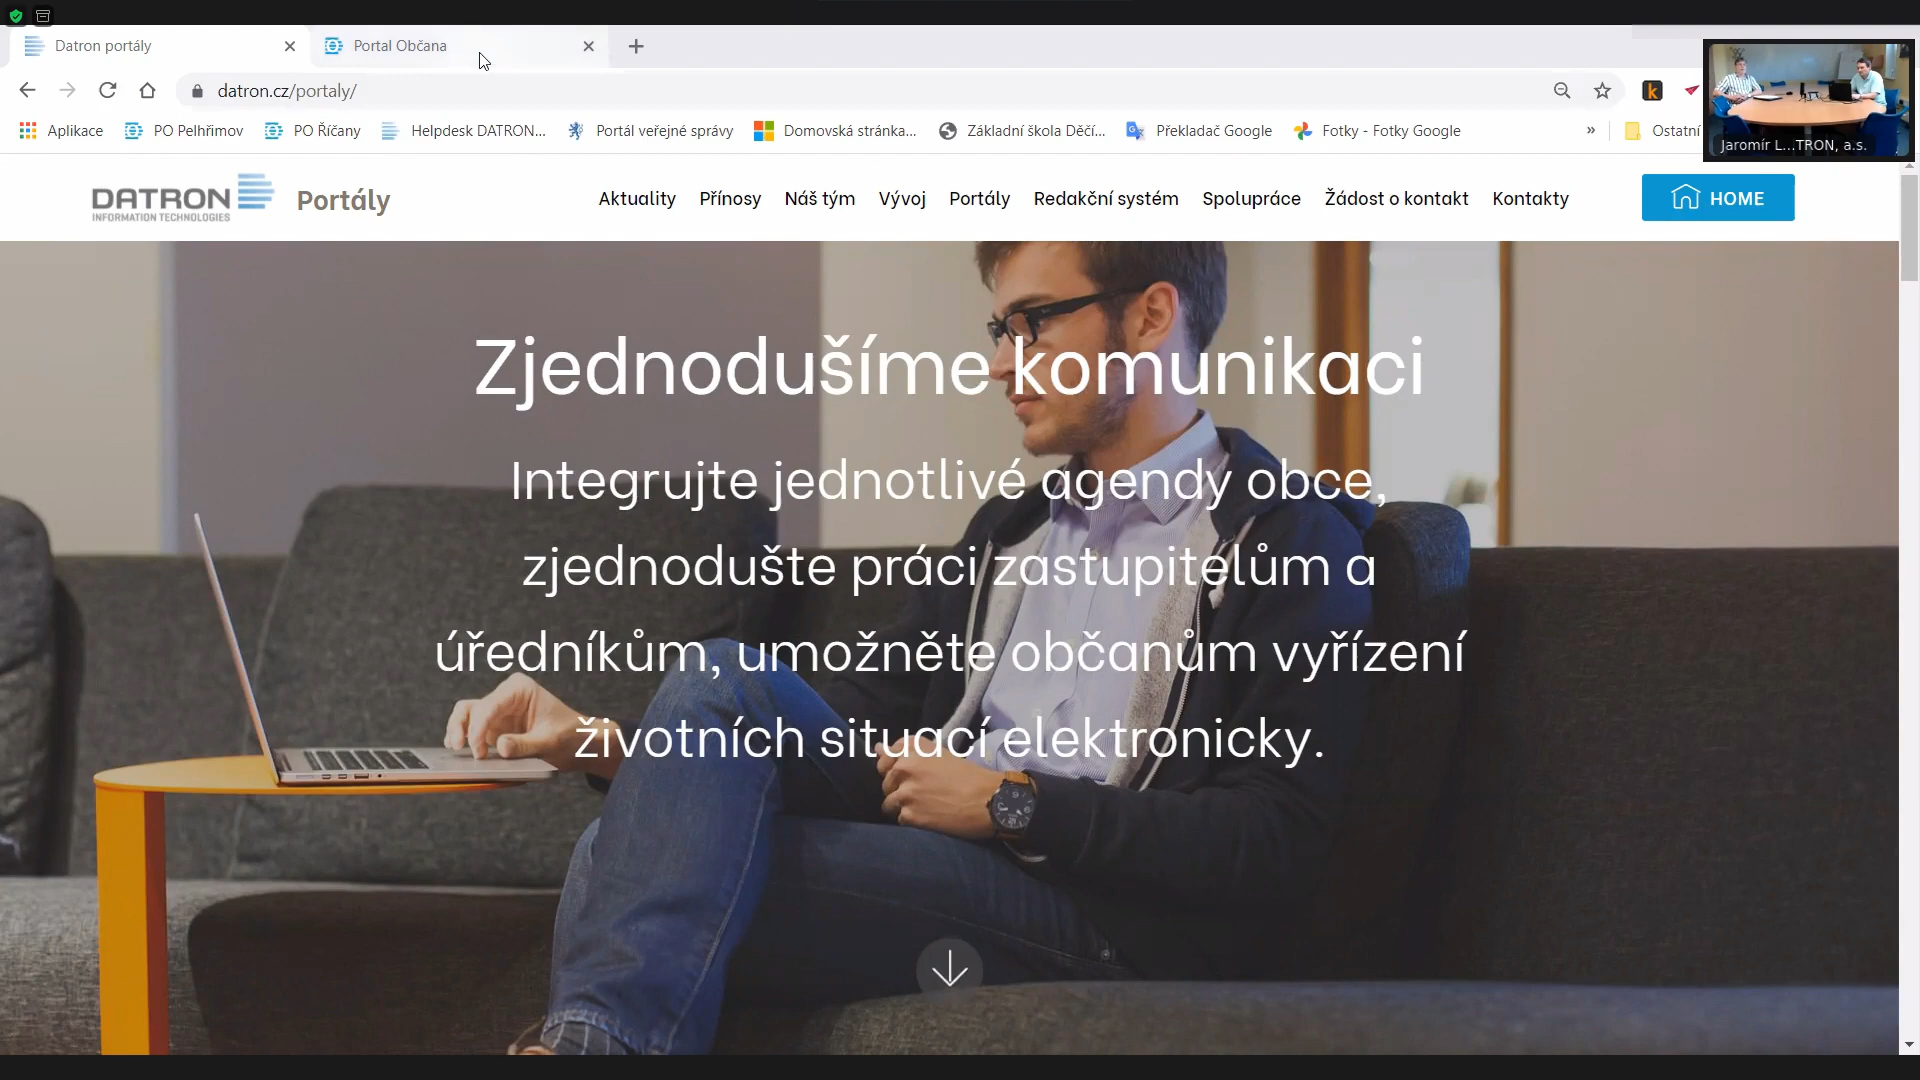 Datron portály
Portal Občana
datron.cz/portaly/
Aplikace
PO Pelhřimov
PO Říčany
Helpdesk DATRON...
Portál veřejné správy
Domovská stránka...
Základní škola Děčí...
Překladač Google
Fotky - Fotky Google
»
Ostatní
Jaromír L...TRON, a.s.
DATRON
INFORMATION TECHNOLOGIES
Portály
Aktuality
Přínosy
Náš tým
Vývoj
Portály
Redakční systém
Spolupráce
Žádost o kontakt
Kontakty
HOME
Zjednodušíme komunikaci
Integrujte jednotlivé agendy obce,
zjednodušte práci zastupitelům a
úředníkům, umožněte občanům vyřízení
životních situací elektronicky.